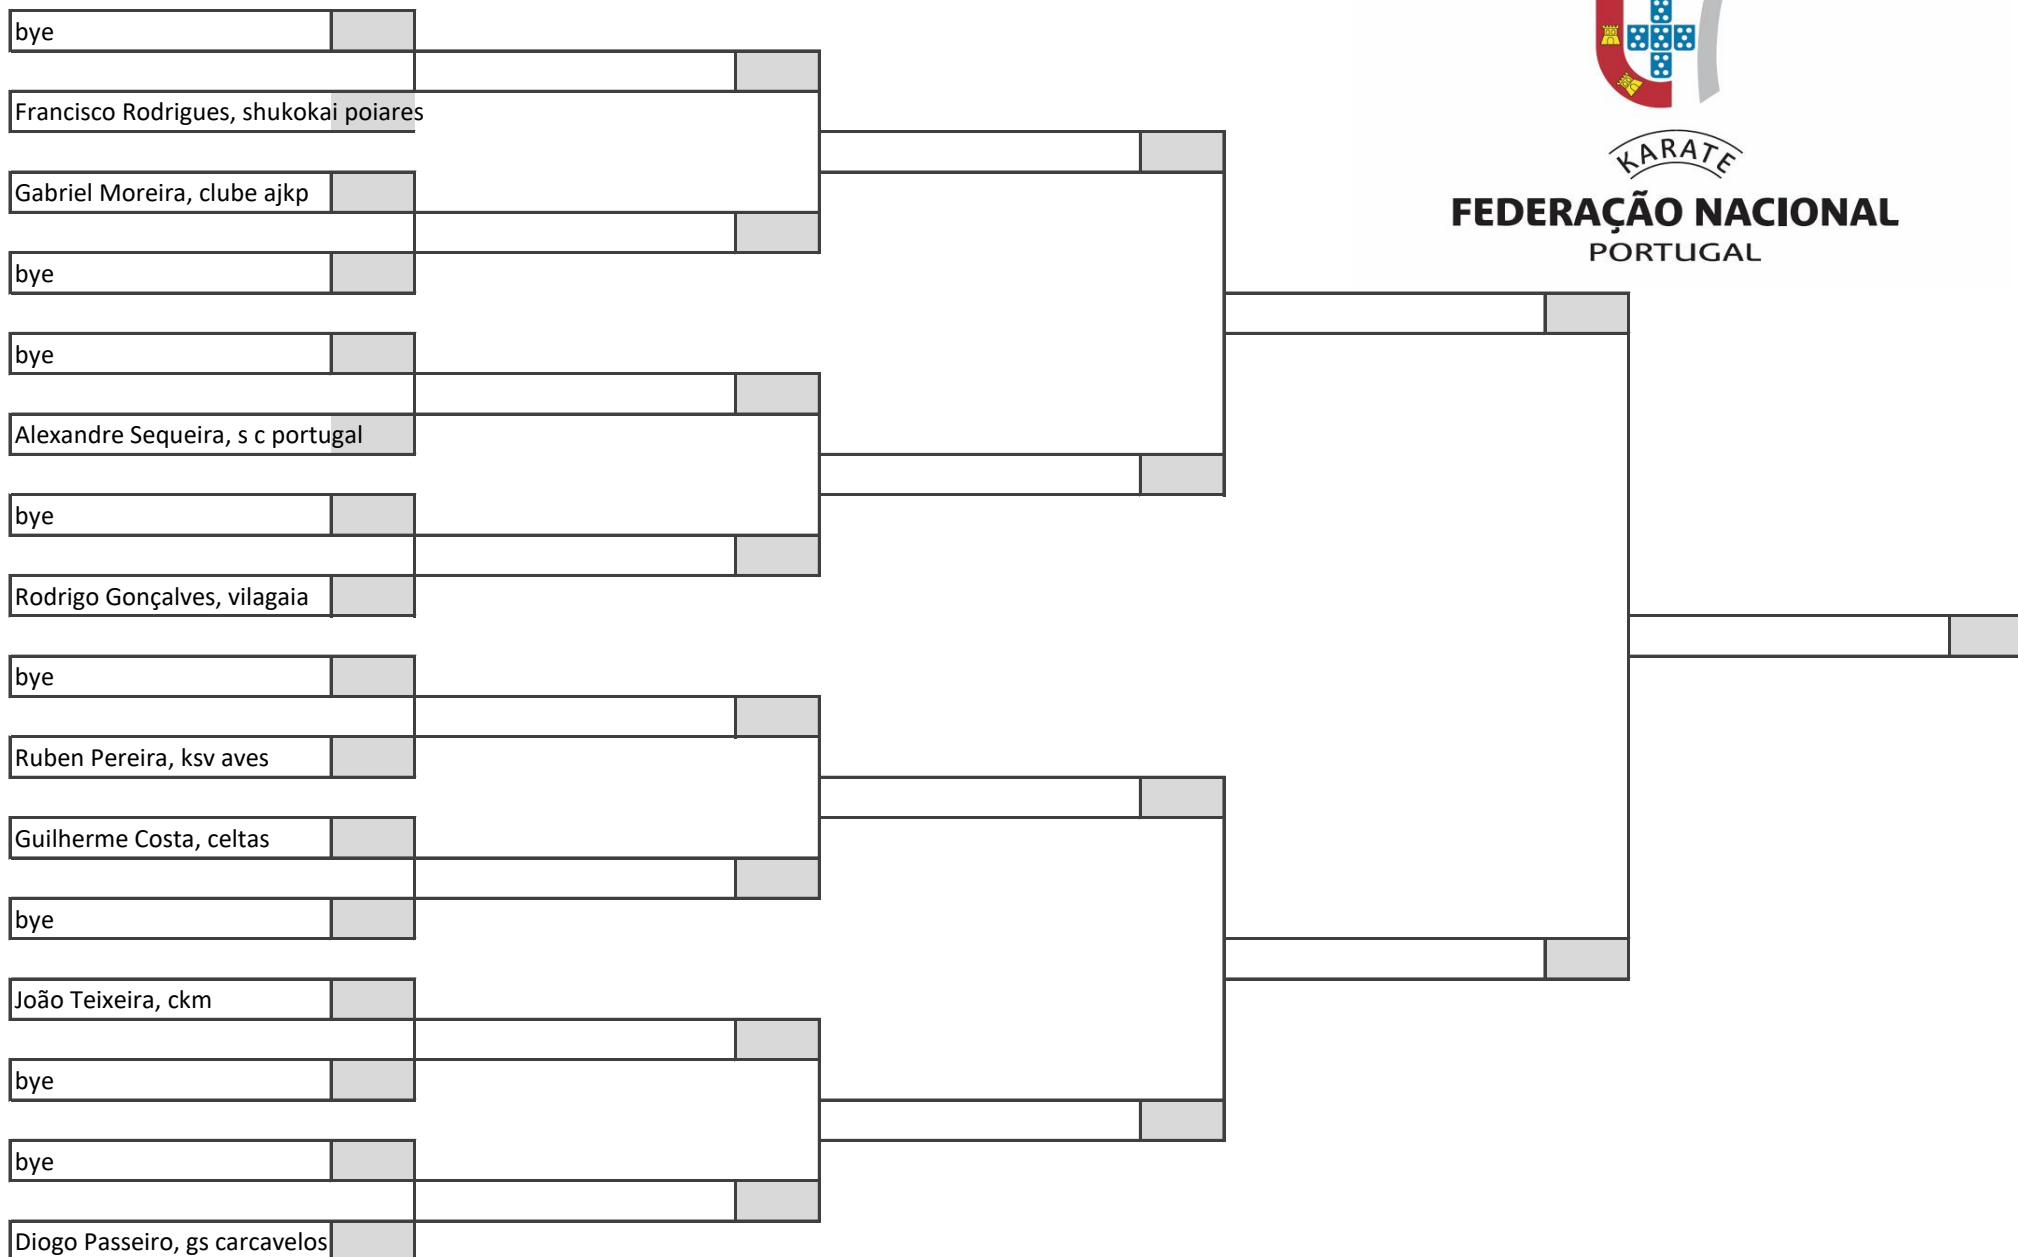 bye
Francisco Rodrigues, shukokai poiares
Gabriel Moreira, clube ajkp
bye
bye
Alexandre Sequeira, s c portugal
bye
Rodrigo Gonçalves, vilagaia
bye
Ruben Pereira, ksv aves
Guilherme Costa, celtas
bye
João Teixeira, ckm
bye
bye
Diogo Passeiro, gs carcavelos
KARATE
FEDERAÇÃO NACIONAL
PORTUGAL